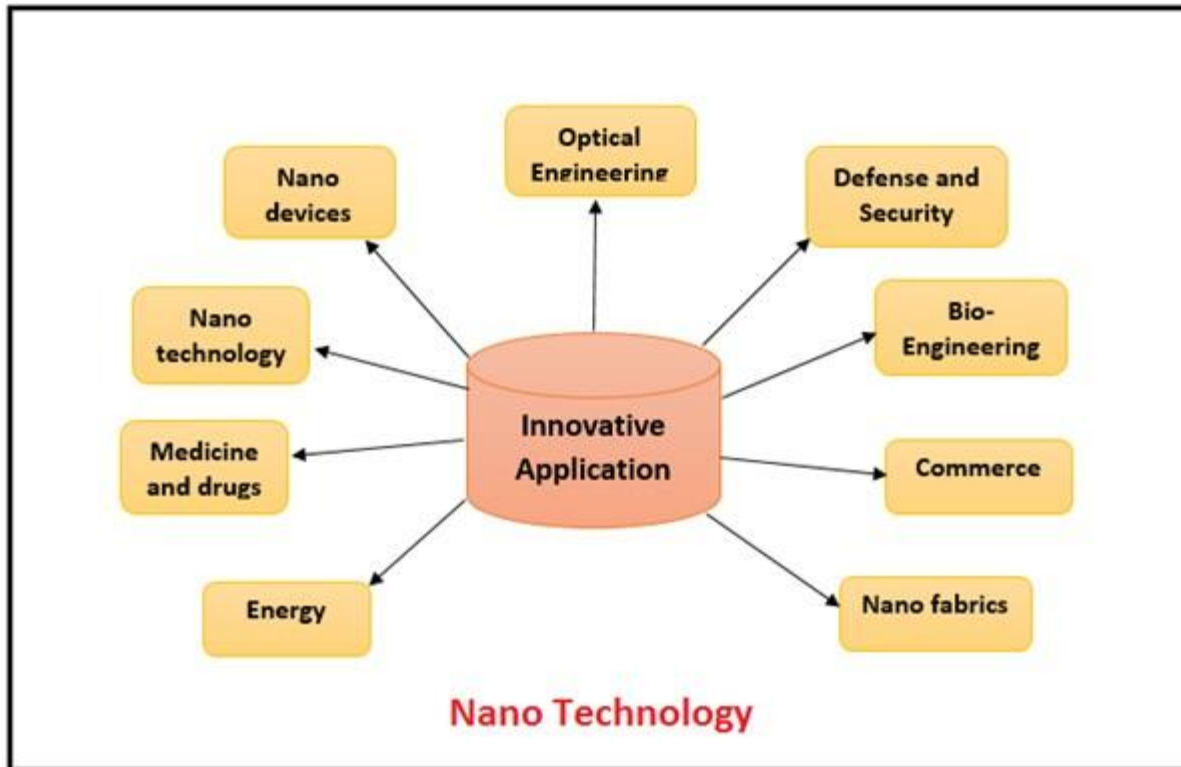 Optical
Engineering
Nano
devices
Defense and
Security
Nano
technology
Bio-
Engineering
Innovative
Application
Medicine
and drugs
Commerce
Energy
Nano fabrics
Nano Technology